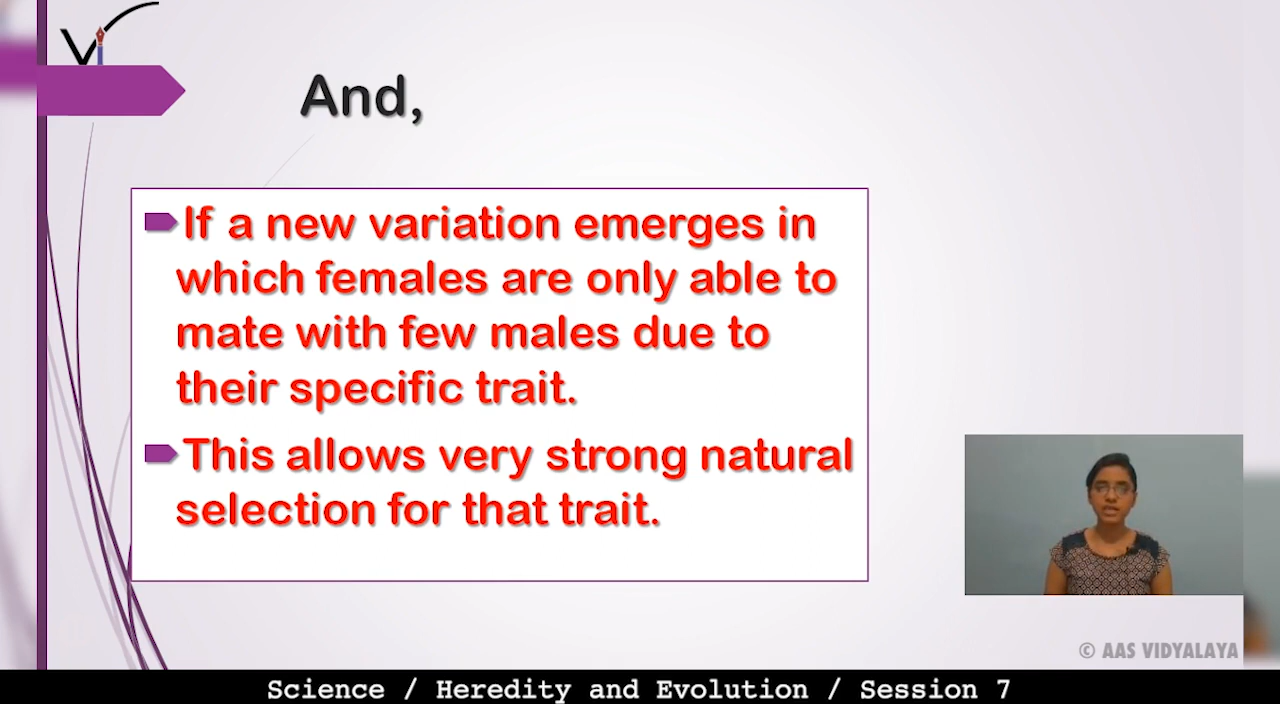 Vi
And,
If a new variation emerges in
which females are only able to
mate with few males due to
their specific trait.
This allows very strong natural
selection for that trait.
© AAS VIDYALAYA
Science / Heredity and Evolution / Session 7